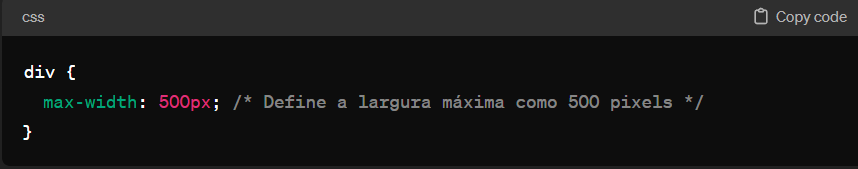 css Copy code
div {
max-width: 500px; /* Define a largura máxima como 500 pixels */
}